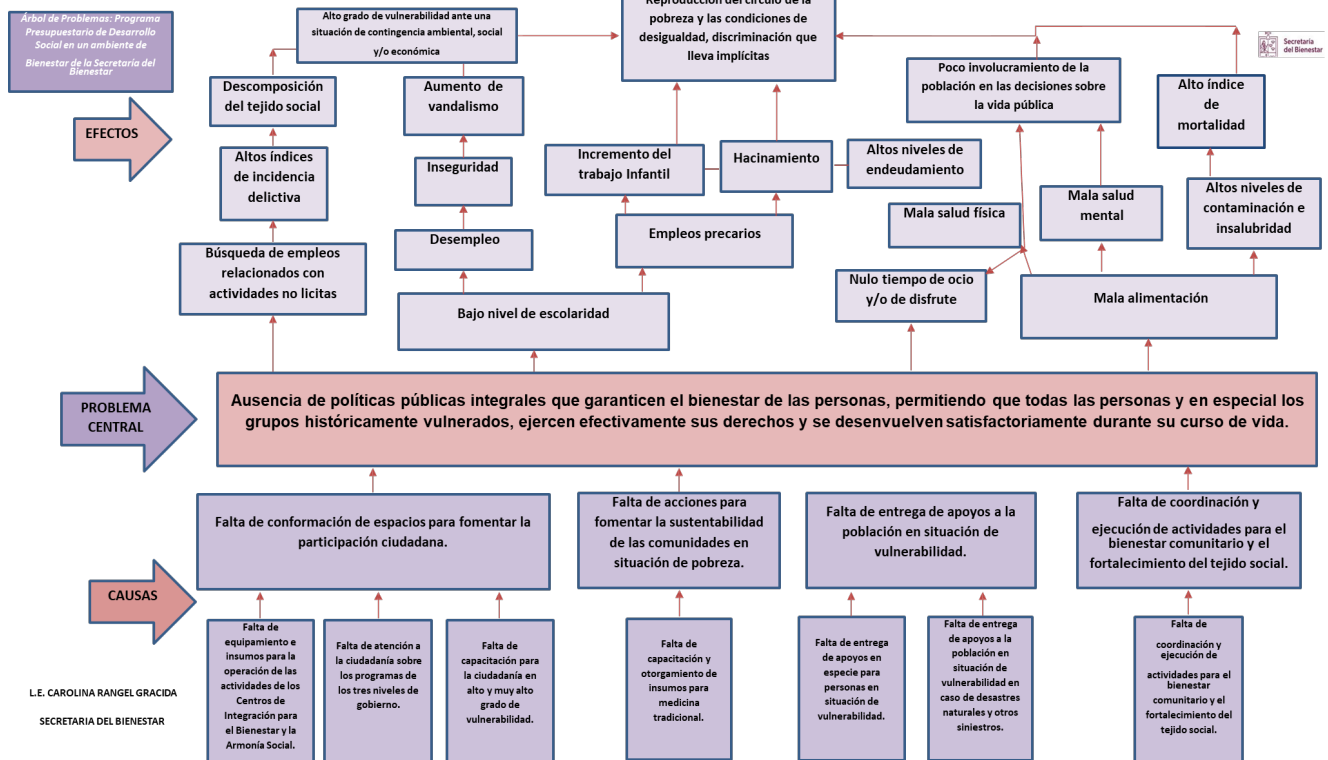 Árbol de Problemas: Programa
Presupuestario de Desarrollo
Social en un ambiente de
Bienestar de la Secretaría del
Bienestar
Alto grado de vulnerabilidad ante una
situación de contingencia ambiental, social
y/o económica
Reproducción del círculo de la
pobreza y las condiciones de
desigualdad, discriminación que
lleva implícitas
Secretaría
del Bienestar
Poco involucramiento de la
población en las decisiones sobre
la vida pública
Alto índice
de
mortalidad
Descomposición
del tejido social
Aumento de
vandalismo
EFECTOS
Altos índices
de incidencia
delictiva
Inseguridad
Incremento del
trabajo Infantil
Hacinamiento
Altos niveles de
endeudamiento
Mala salud física
Mala salud
mental
Altos niveles de
contaminación e
insalubridad
Búsqueda de empleos
relacionados con
actividades no licitas
Desempleo
Empleos precarios
Nulo tiempo de ocio
y/o de disfrute
Mala alimentación
Bajo nivel de escolaridad
PROBLEMA
CENTRAL
Ausencia de políticas públicas integrales que garanticen el bienestar de las personas, permitiendo que todas las personas y en especial los
grupos históricamente vulnerados, ejercen efectivamente sus derechos y se desenvuelven satisfactoriamente durante su curso de vida.
Falta de conformación de espacios para fomentar la
participación ciudadana.
Falta de acciones para
fomentar la sustentabilidad
de las comunidades en
situación de pobreza.
Falta de entrega de apoyos a la
población en situación de
vulnerabilidad.
Falta de coordinación y
ejecución de actividades para el
bienestar comunitario y el
fortalecimiento del tejido social.
CAUSAS
Falta de
equipamiento e
insumos para la
operación de las
actividades de los
Centros de
Integración para
el Bienestar y la
Armonía Social.
Falta de atención a
la ciudadanía sobre
los programas de
los tres niveles de
gobierno.
Falta de
capacitación para
la ciudadanía en
alto y muy alto
grado de
vulnerabilidad.
Falta de
capacitación y
otorgamiento de
insumos para
medicina
tradicional.
Falta de entrega
de apoyos en
especie para
personas en
situación de
vulnerabilidad.
Falta de entrega
de apoyos a la
población en
situación de
vulnerabilidad en
caso de desastres
naturales y otros
siniestros.
Falta de
coordinación y
ejecución de
actividades para el
bienestar
comunitario y el
fortalecimiento del
tejido social.
L.E. CAROLINA RANGEL GRACIDA
SECRETARIA DEL BIENESTAR